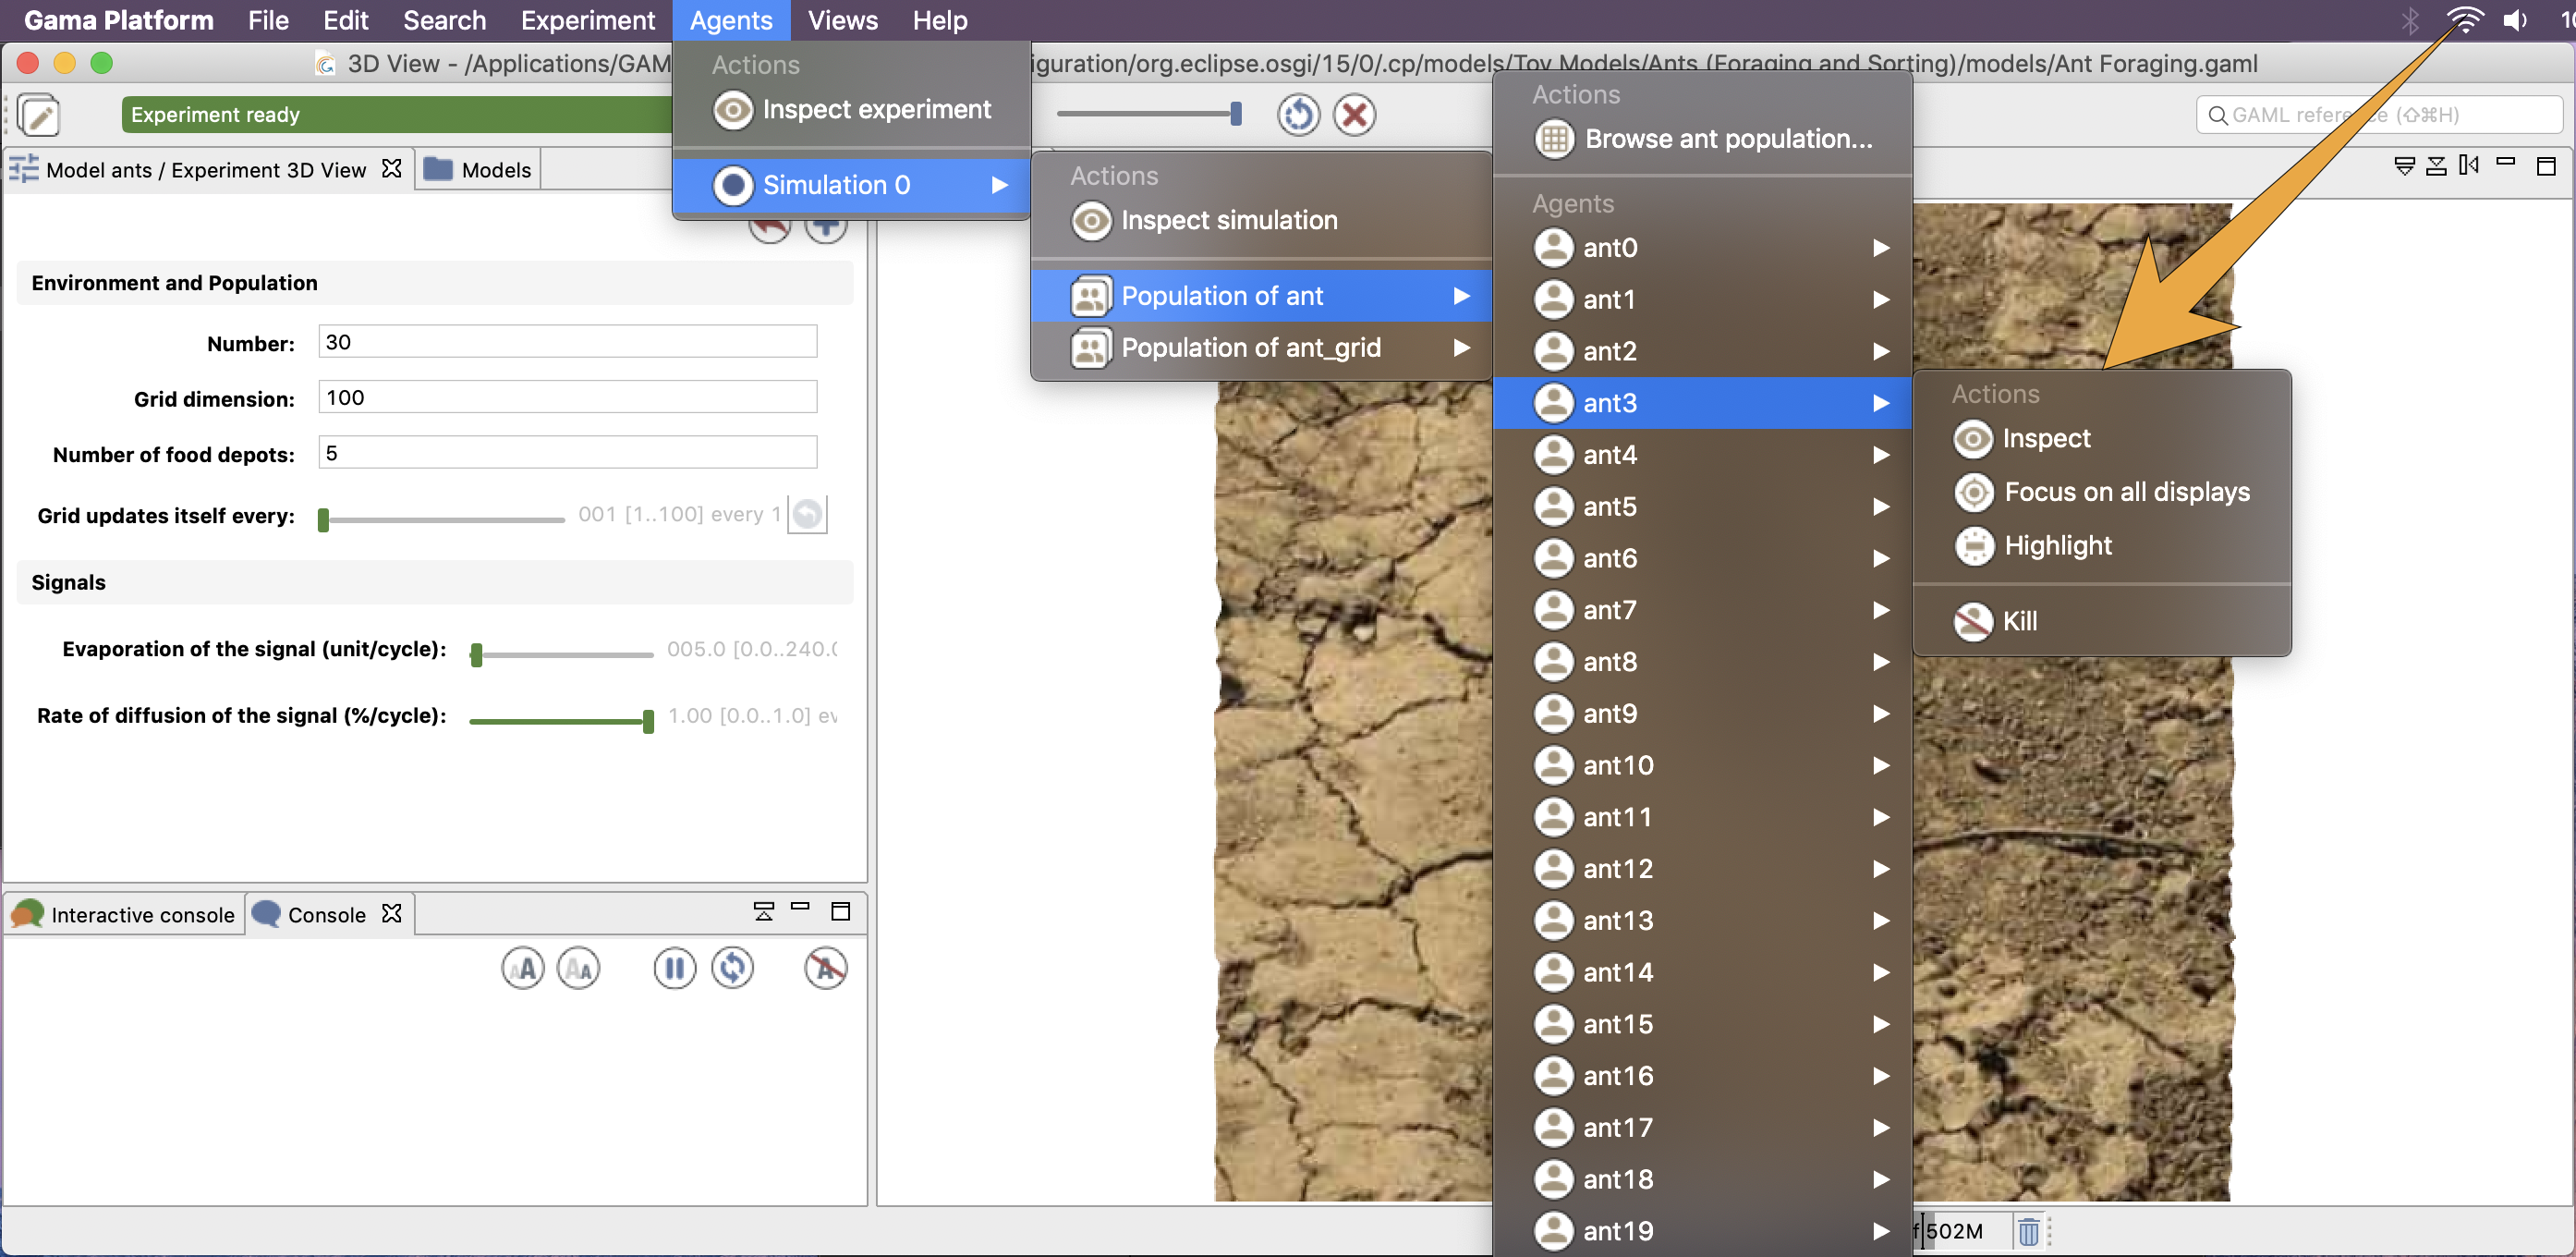 Gama Platform File Edit Search Experiment Agents Views Help
3D View - /Applications/GAM
iguration/org.eclipse.osgi/15/0/.cp/models/Toy Models/Ants (Foraging and Sorting)/models/Ant Foraging.gaml
Experiment ready
GAML reference (⇧⌘H)
Model ants / Experiment 3D View
Models
Environment and Population
Number: 30
Grid dimension: 100
Number of food depots: 5
Grid updates itself every: 001 [1..100] every 1
Signals
Evaporation of the signal (unit/cycle): 005.0 [0.0..240.0
Rate of diffusion of the signal (%/cycle): 1.00 [0.0..1.0] ev
Interactive console
Console
Actions
Inspect experiment
Simulation 0
Actions
Inspect simulation
Population of ant
Population of ant_grid
Actions
Browse ant population...
Agents
ant0
ant1
ant2
ant3
ant4
ant5
ant6
ant7
ant8
ant9
ant10
ant11
ant12
ant13
ant14
ant15
ant16
ant17
ant18
ant19
Actions
Inspect
Focus on all displays
Highlight
Kill
502M